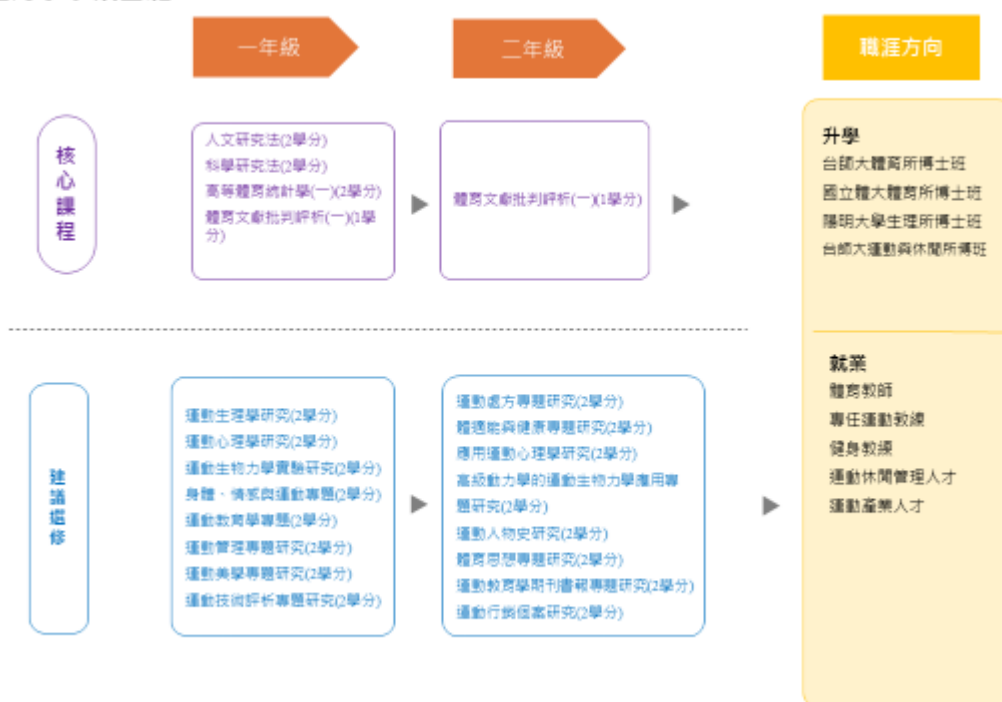 一年級
二年級
職涯方向
核心課程
人文研究法(2學分)
科學研究法(2學分)
高等體育統計學(一)(2學分)
體育文獻批判評析(一)(1學
分)
體育文獻批判評析(一)(1學分)
升學
台師大體育所博士班
國立體大體育所博士班
陽明大學生理所博士班
台師大運動與休閒所博班
建議選修
運動生理學研究(2學分)
運動心理學研究(2學分)
運動生物力學實驗研究(2學分)
身體、情感與運動專題(2學分)
運動教育學專題(2學分)
運動管理專題研究(2學分)
運動美學專題研究(2學分)
運動技術評析專題研究(2學分)
運動處方專題研究(2學分)
體適能與健康專題研究(2學分)
應用運動心理學研究(2學分)
高級動力學的運動生物力學應用專
題研究(2學分)
運動人物史研究(2學分)
體育思想專題研究(2學分)
運動教育學期刊書報專題研究(2學分)
運動行銷個案研究(2學分)
就業
體育教師
專任運動教練
健身教練
運動休閒管理人才
運動產業人才